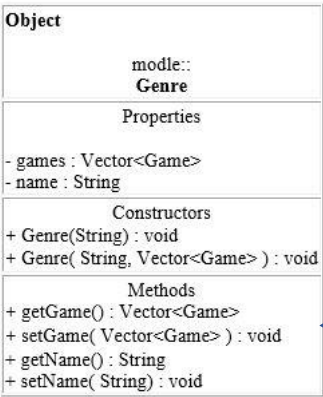 Object
modle::
Genre
Properties
- games : Vector<Game>
- name : String
Constructors
+ Genre(String) : void
+ Genre( String, Vector<Game> ) : void
Methods
+ getGame() : Vector<Game>
+ setGame( Vector<Game> ) : void
+ getName() : String
+ setName( String) : void